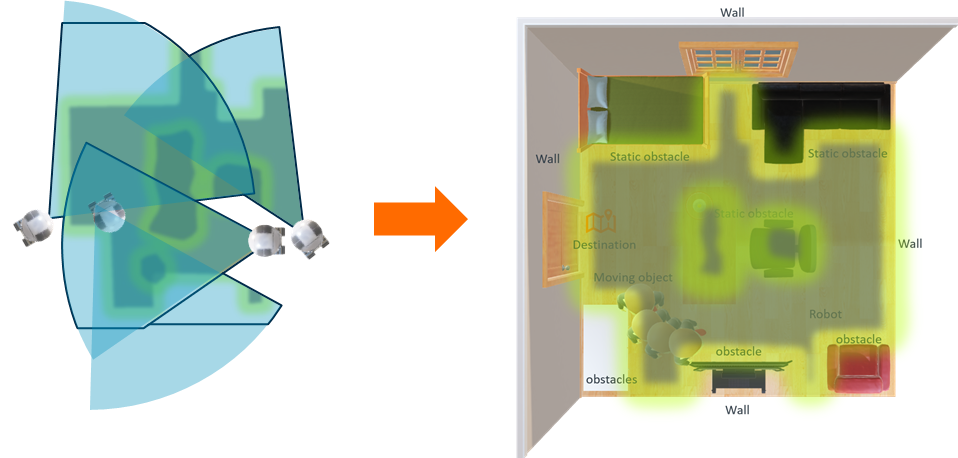 Wall
Wall
Static obstacle
Static obstacle
Static obstacle
Destination
Wall
Moving object
Robot
obstacle
obstacle
obstacles
Wall